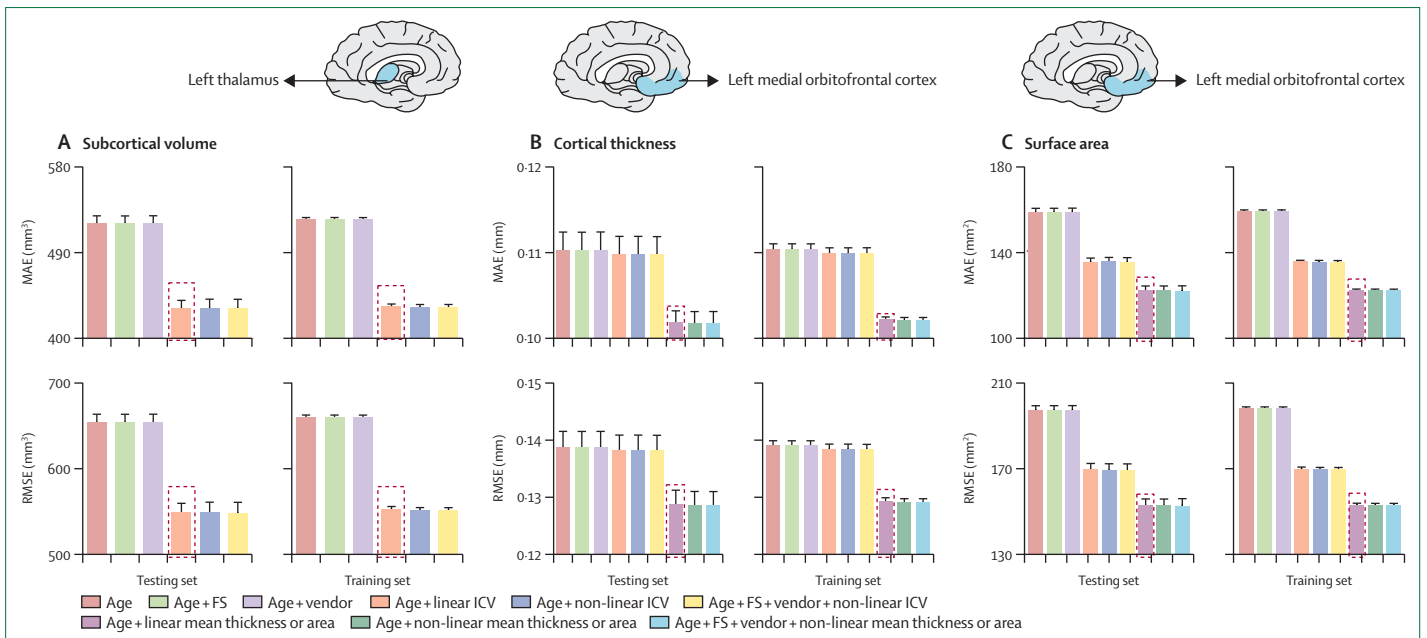 Left thalamus
Left medial orbitofrontal cortex
Left medial orbitofrontal cortex
A Subcortical volume
580
490
400
MAE (mm³)
700
600
500
RMSE (mm³)
Testing set
Training set
B Cortical thickness
0·12
0·11
0·10
MAE (mm)
0·15
0·14
0·13
0·12
RMSE (mm)
Testing set
Training set
C Surface area
180
140
100
MAE (mm²)
210
170
130
RMSE (mm²)
Testing set
Training set
Age Age + FS Age + vendor Age + linear ICV Age + non-linear ICV Age + FS + vendor + non-linear ICV
Age + linear mean thickness or area Age + non-linear mean thickness or area Age + FS + vendor + non-linear mean thickness or area